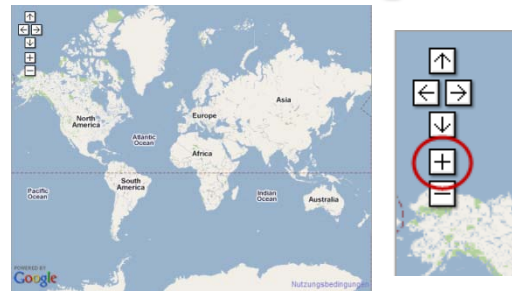 North
America
Atlantic
Ocean
Europe
Asia
Africa
South
America
Pacific
Ocean
Indian
Ocean
Australia
POWERED BY
Google
Nutzungsbedingungen